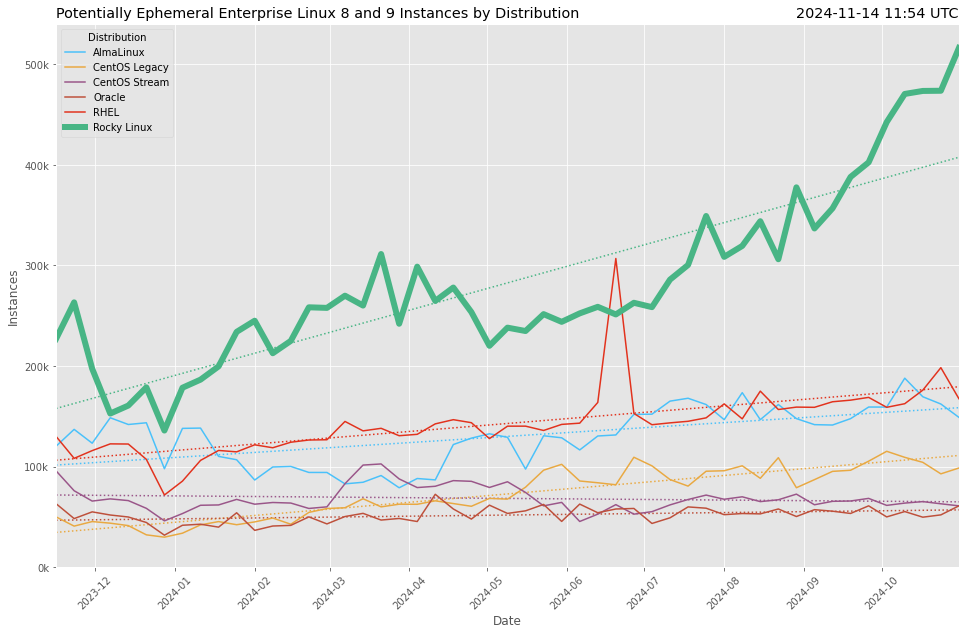 Potentially Ephemeral Enterprise Linux 8 and 9 Instances by Distribution
2024-11-14 11:54 UTC
Distribution
AlmaLinux
CentOS Legacy
CentOS Stream
Oracle
RHEL
Rocky Linux
500k
400k
300k
200k
100k
0k
Instances
2023-12
2024-01
2024-02
2024-03
2024-04
2024-05
2024-06
2024-07
2024-08
2024-09
2024-10
Date